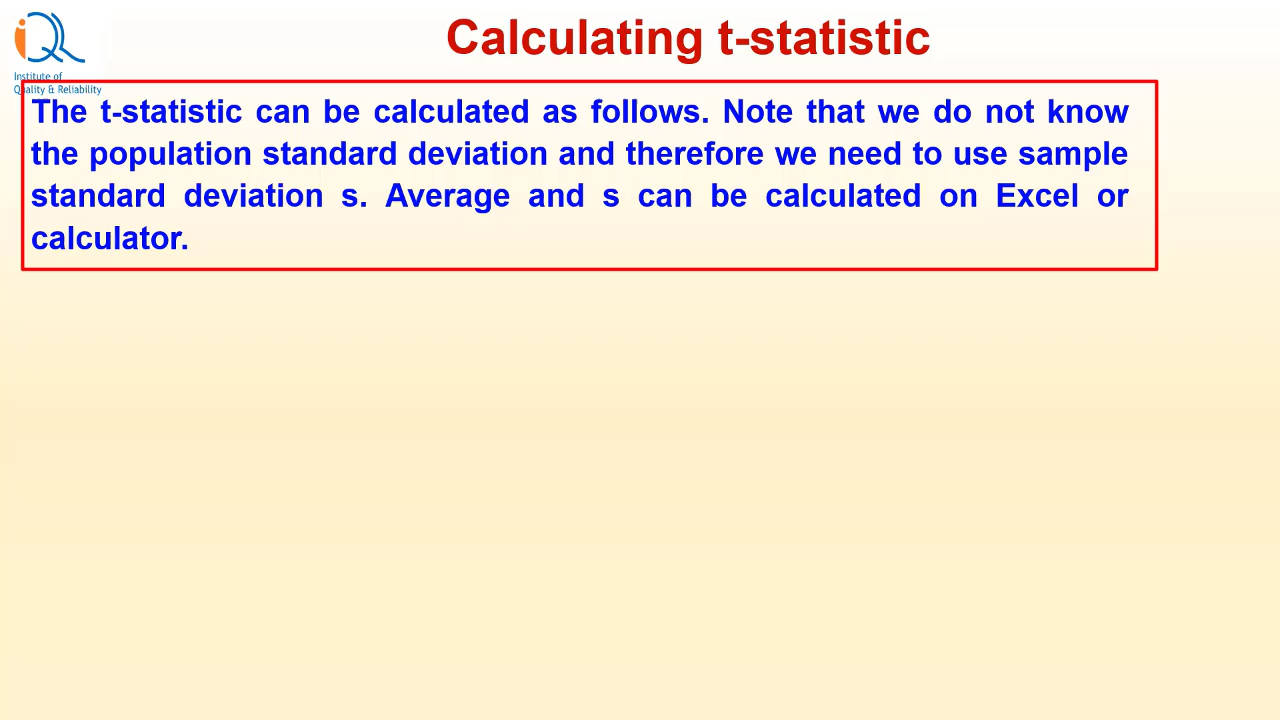 iQR
Calculating t-statistic
Institute of
Quality & Reliability
The t-statistic can be calculated as follows. Note that we do not know
the population standard deviation and therefore we need to use sample
standard deviation s. Average and s can be calculated on Excel or
calculator.